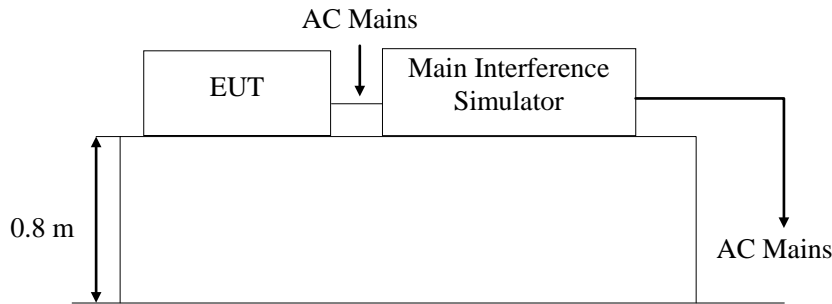 AC Mains
EUT
Main Interference
Simulator
0.8 m
AC Mains